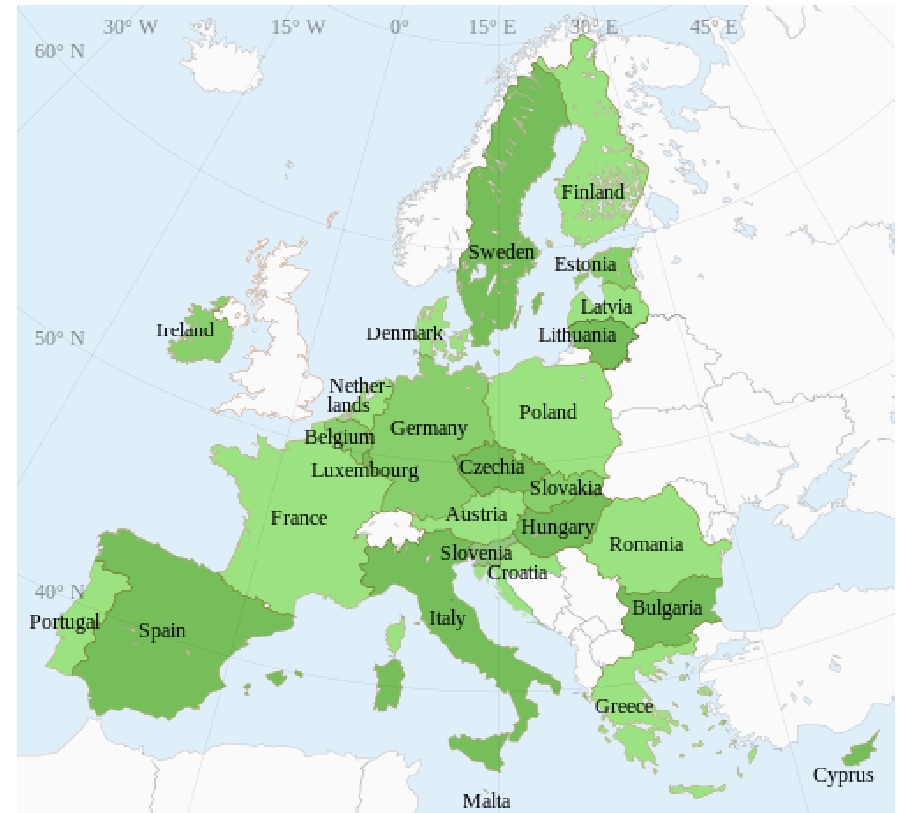 30° W
15° W
0°
15° E
30° E
45° E
60° N
Finland
Sweden
Estonia
Latvia
Ireland
Denmark
Lithuania
50° N
Nether-
lands
Poland
Belgium
Germany
Czechia
Luxembourg
Slovakia
France
Austria
Hungary
Romania
Slovenia
Croatia
40° N
Bulgaria
Portugal
Spain
Italy
Greece
Cyprus
Malta